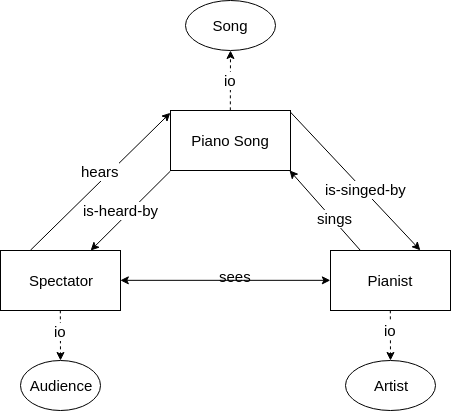 Song
io
Piano Song
hears
is-singed-by
is-heard-by
sings
Spectator
sees
Pianist
io
io
Audience
Artist